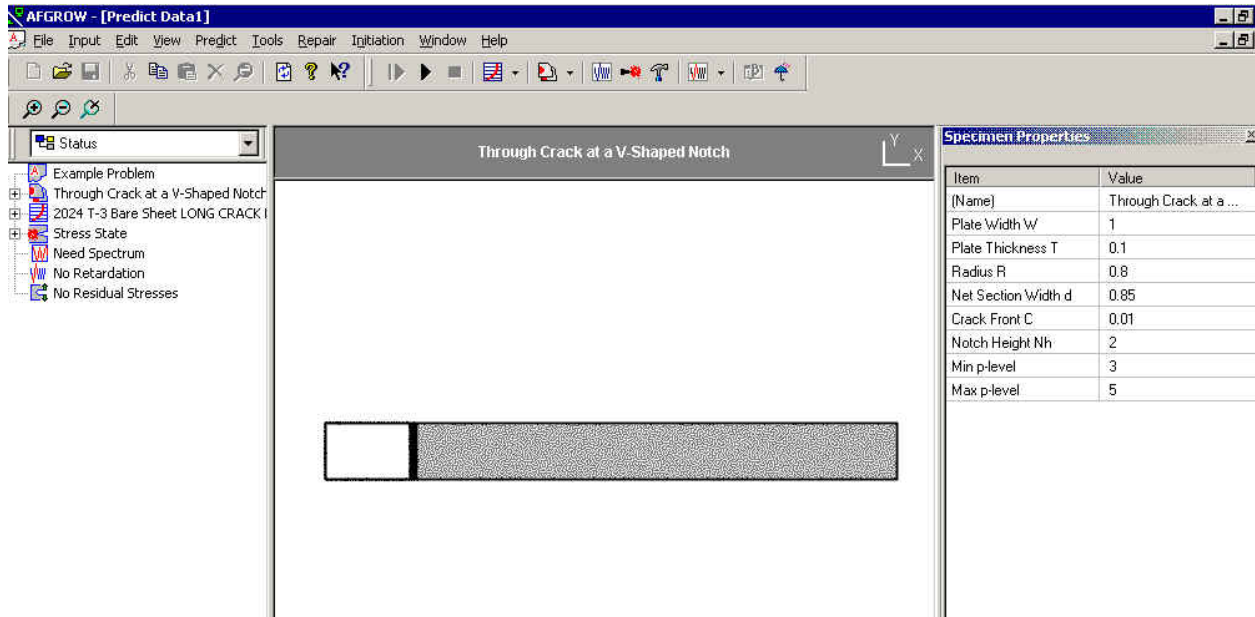 AFGROW - [Predict Data1]
File Input Edit View Predict Tools Repair Initiation Window Help
Status
Example Problem
Through Crack at a V-Shaped Notch
2024 T-3 Bare Sheet LONG CRACK
Stress State
Need Spectrum
No Retardation
No Residual Stresses
Through Crack at a V-Shaped Notch
Y
X
Specimen Properties
Item Value
(Name) Through Crack at a ...
Plate Width W 1
Plate Thickness T 0.1
Radius R 0.8
Net Section Width d 0.85
Crack Front C 0.01
Notch Height Nh 2
Min p-level 3
Max p-level 5